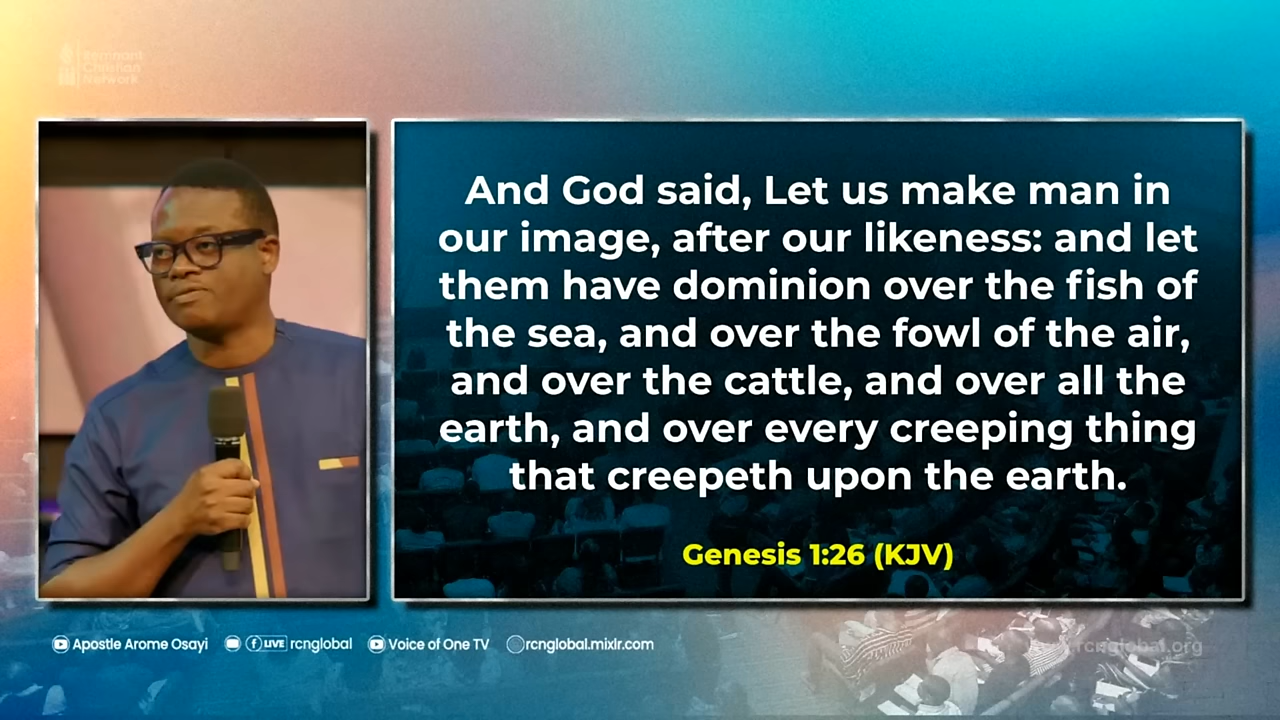 Remnant
Christian
Network
And God said, Let us make man in
our image, after our likeness: and let
them have dominion over the fish of
the sea, and over the fowl of the air,
and over the cattle, and over all the
earth, and over every creeping thing
that creepeth upon the earth.
Genesis 1:26 (KJV)
Apostle Arome Osayi
LIVE rcnglobal
Voice of One TV
rcnglobal.mixlr.com
rcnglobal.org